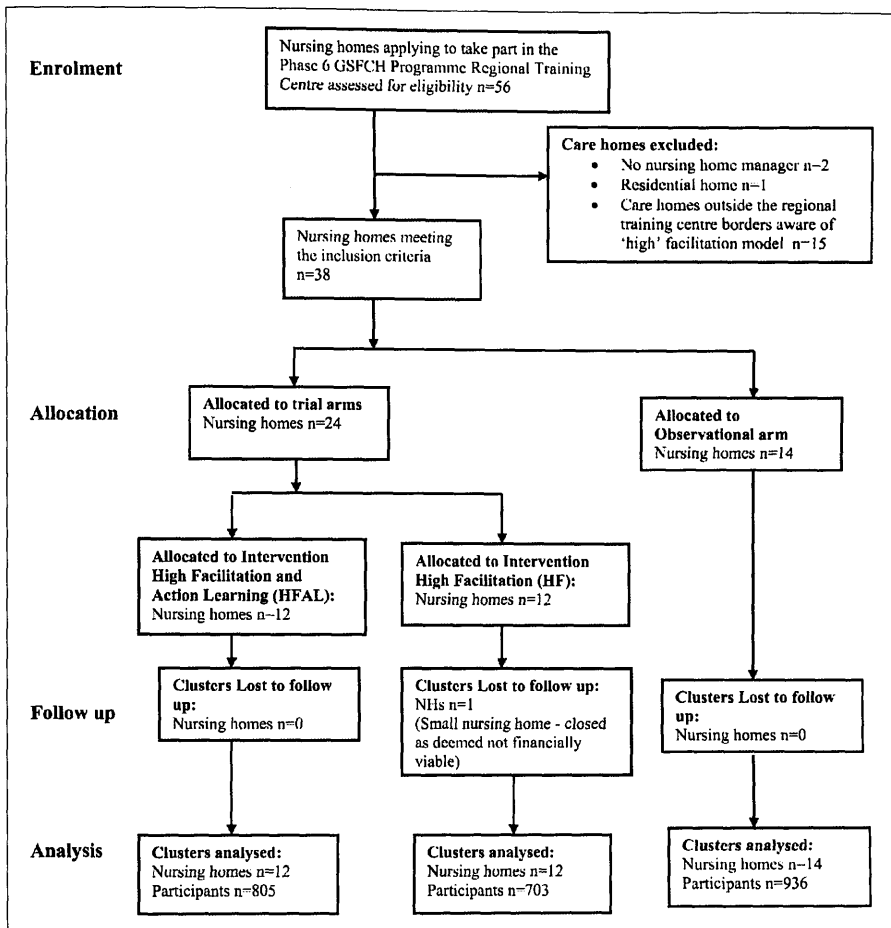 Enrolment
Nursing homes applying to take part in the
Phase 6 GSFCH Programme Regional Training
Centre assessed for eligibility n=56
Care homes excluded:
• No nursing home manager n=2
• Residential home n=1
• Care homes outside the regional
training centre borders aware of
‘high’ facilitation model n=15
Nursing homes meeting
the inclusion criteria
n=38
Allocation
Allocated to trial arms
Nursing homes n=24
Allocated to
Observational arm
Nursing homes n=14
Allocated to Intervention
High Facilitation and
Action Learning (HFAL):
Nursing homes n=12
Allocated to Intervention
High Facilitation (HF):
Nursing homes n=12
Follow up
Clusters Lost to follow
up:
Nursing homes n=0
Clusters Lost to follow up:
NHs n=1
(Small nursing home - closed
as deemed not financially
viable)
Clusters Lost to follow
up:
Nursing homes n=0
Analysis
Clusters analysed:
Nursing homes n=12
Participants n=805
Clusters analysed:
Nursing homes n=12
Participants n=703
Clusters analysed:
Nursing homes n=14
Participants n=936